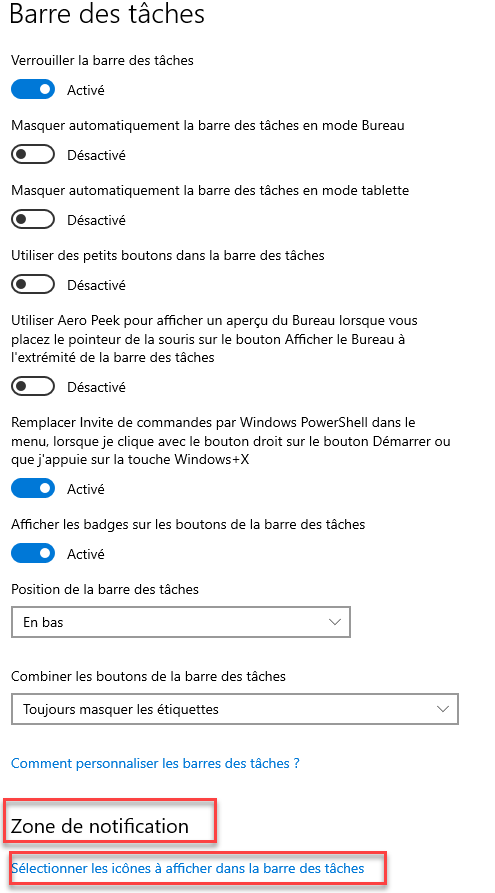 Barre des tâches
Verrouiller la barre des tâches
Activé
Masquer automatiquement la barre des tâches en mode Bureau
Désactivé
Masquer automatiquement la barre des tâches en mode tablette
Désactivé
Utiliser des petits boutons dans la barre des tâches
Désactivé
Utiliser Aero Peek pour afficher un aperçu du Bureau lorsque vous
placez le pointeur de la souris sur le bouton Afficher le Bureau à
l'extrémité de la barre des tâches
Désactivé
Remplacer Invite de commandes par Windows PowerShell dans le
menu, lorsque je clique avec le bouton droit sur le bouton Démarrer ou
que j'appuie sur la touche Windows+X
Activé
Afficher les badges sur les boutons de la barre des tâches
Activé
Position de la barre des tâches
En bas
Combiner les boutons de la barre des tâches
Toujours masquer les étiquettes
Comment personnaliser les barres des tâches ?
Zone de notification
Sélectionner les icônes à afficher dans la barre des tâches